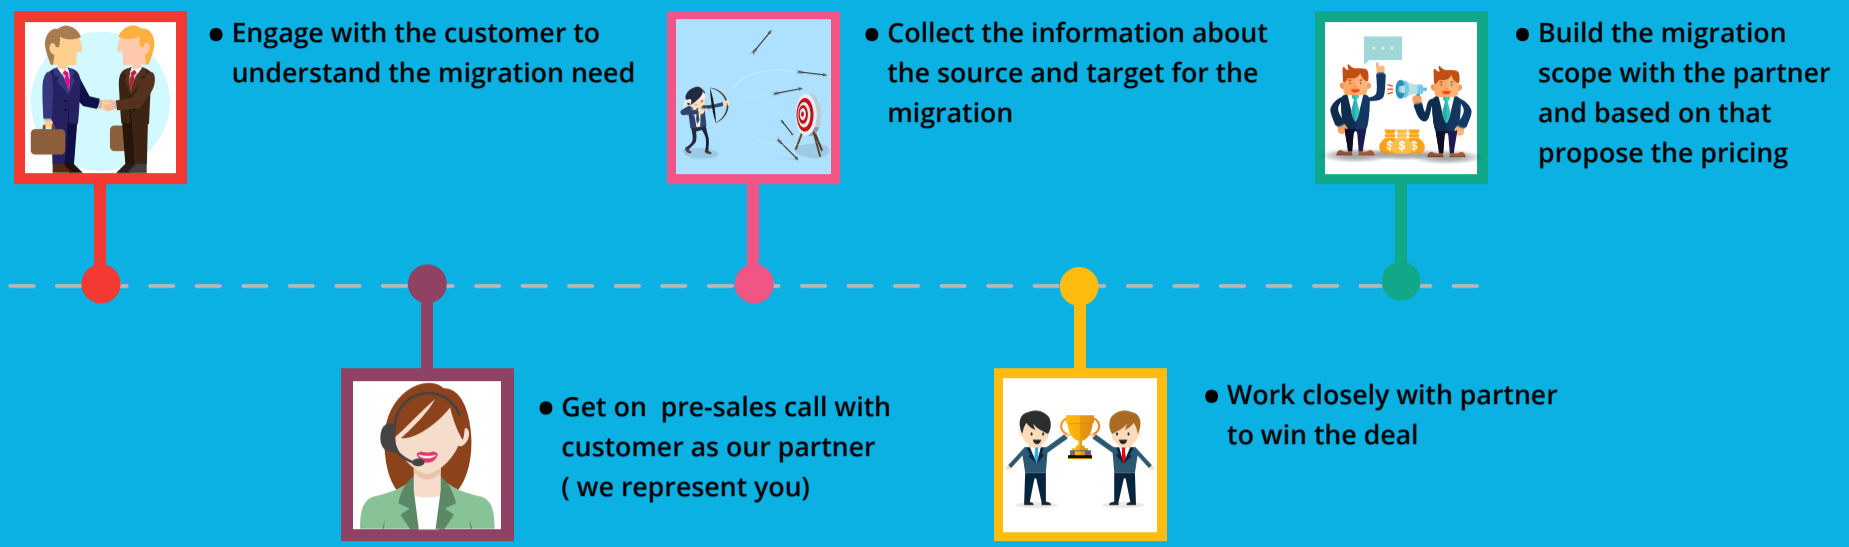 • Engage with the customer to
understand the migration need
• Get on  pre-sales call with
customer as our partner
( we represent you)
• Collect the information about
the source and target for the
migration
• Work closely with partner
to win the deal
• Build the migration
scope with the partner
and based on that
propose the pricing
$ $ $